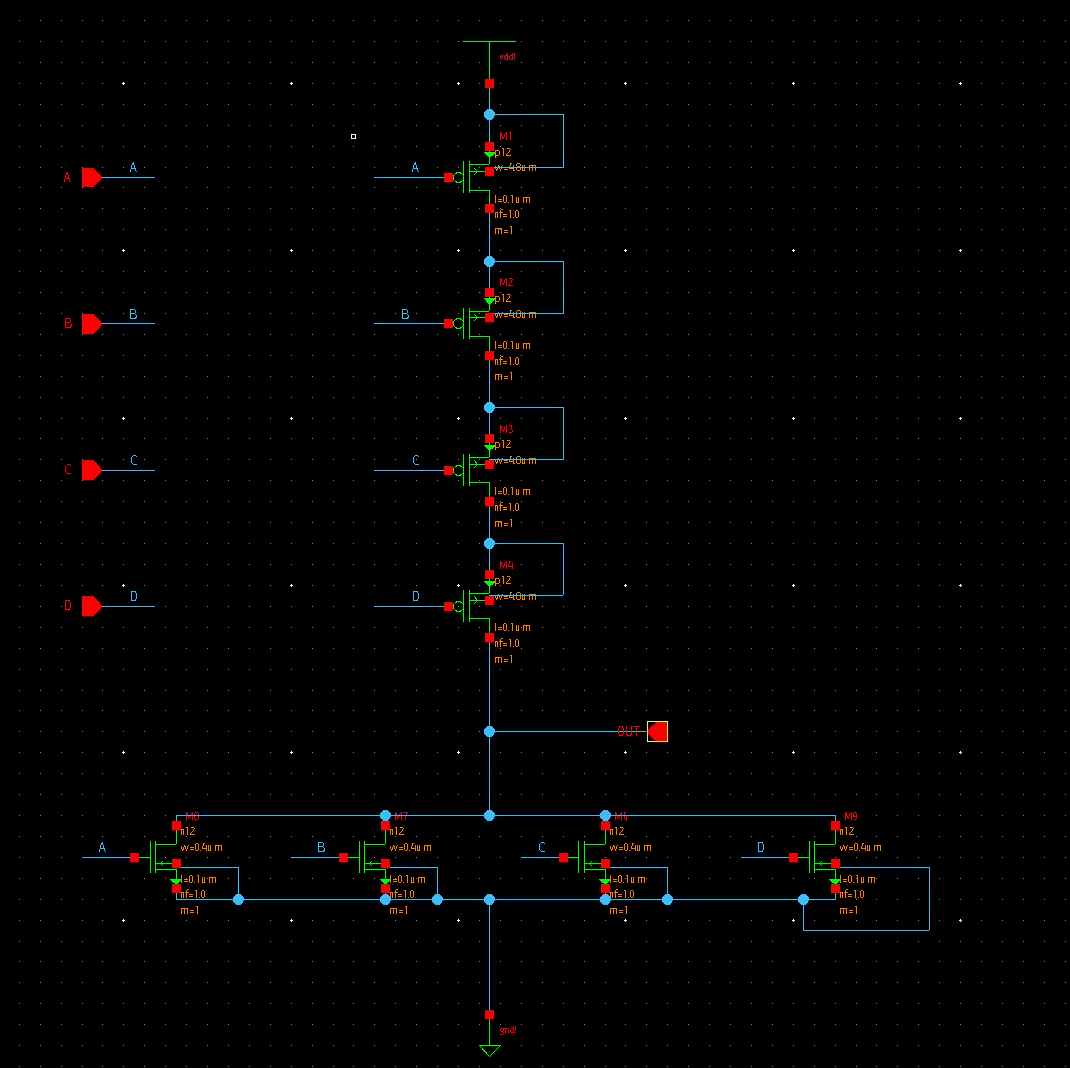 vdd!
M1
p12
w=4.8u m
l=0.1u m
nf=1.0
m=1
A
A
A
M2
p12
w=4.8u m
l=0.1u m
nf=1.0
m=1
B
B
B
M3
p12
w=4.8u m
l=0.1u m
nf=1.0
m=1
C
C
C
M4
p12
w=4.8u m
l=0.1u m
nf=1.0
m=1
D
D
D
OUT
A
n12
w=0.4u m
l=0.1u m
nf=1.0
m=1
B
M7
n12
w=0.4u m
l=0.1u m
nf=1.0
m=1
C
n12
w=0.4u m
l=0.1u m
nf=1.0
m=1
D
M9
n12
w=0.4u m
l=0.1u m
nf=1.0
m=1
gnd!